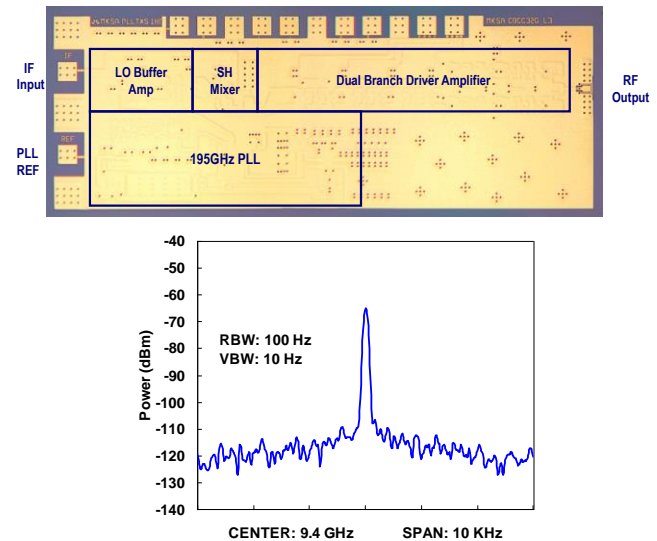 IF
Input
LO Buffer
Amp
SH
Mixer
Dual Branch Driver Amplifier
RF
Output
REF
PLL
REF
195GHz PLL
Power (dBm)
-40
-50
-60
-70
-80
-90
-100
-110
-120
-130
-140
RBW: 100 Hz
VBW: 10 Hz
CENTER: 9.4 GHz SPAN: 10 KHz